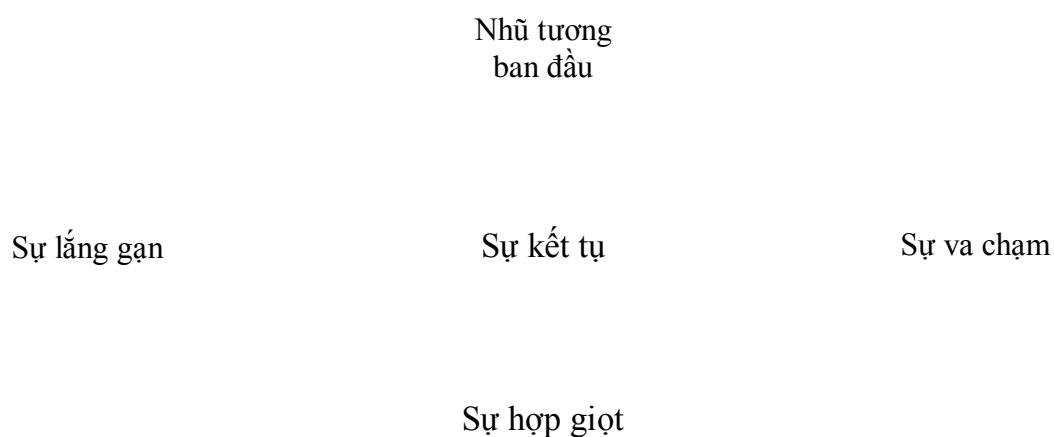 Nhũ tương
ban đầu
Sự lắng gạn
Sự kết tụ
Sự va chạm
Sự hợp giọt